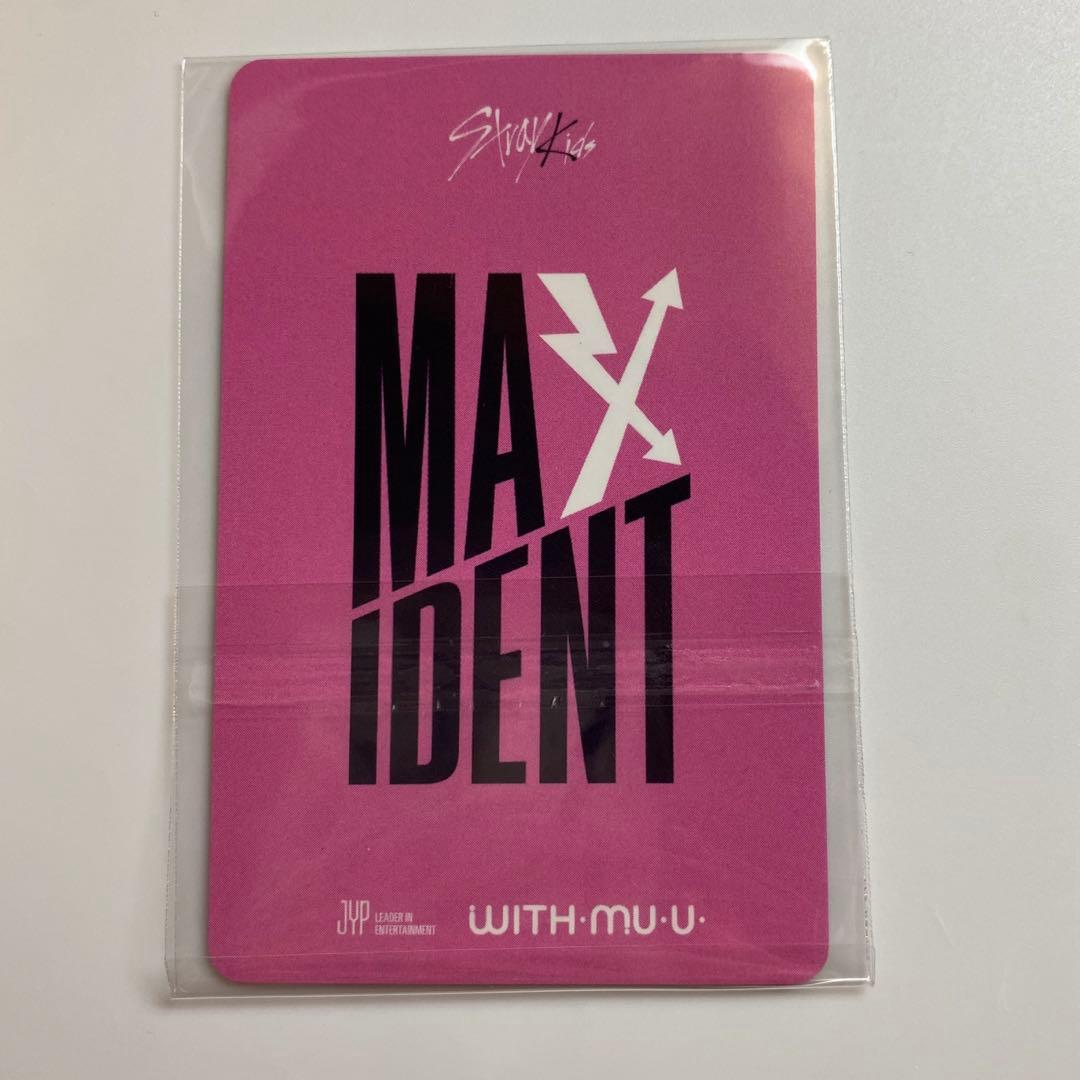 Stray Kids
MAX
IDENT
JYP LEADER IN
ENTERTAINMENT
WITH·MU·U·